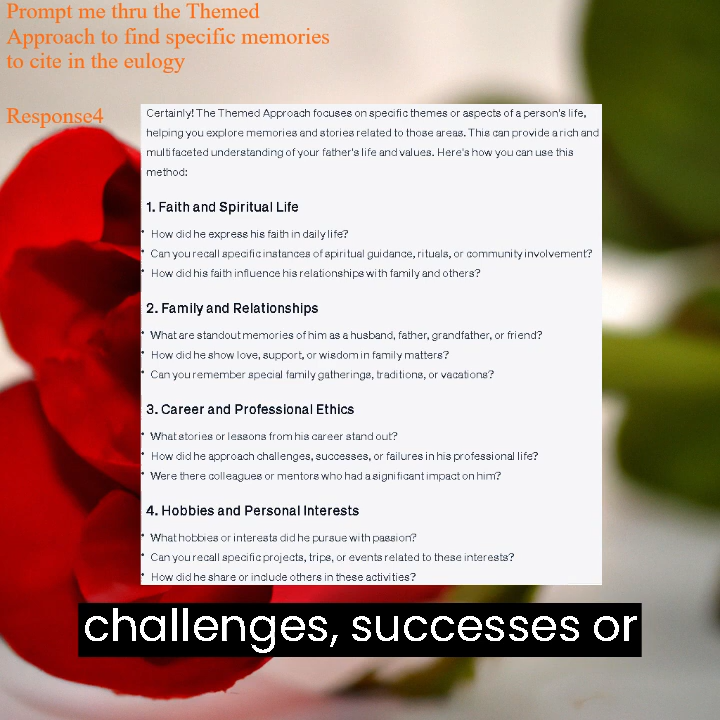 Prompt me thru the Themed
Approach to find specific memories
to cite in the eulogy
Response4
Certainly! The Themed Approach focuses on specific themes or aspects of a person's life,
helping you explore memories and stories related to those areas. This can provide a rich and
multifaceted understanding of your father's life and values. Here's how you can use this
method:
1. Faith and Spiritual Life
• How did he express his faith in daily life?
• Can you recall specific instances of spiritual guidance, rituals, or community involvement?
• How did his faith influence his relationships with family and others?
2. Family and Relationships
• What are standout memories of him as a husband, father, grandfather, or friend?
• How did he show love, support, or wisdom in family matters?
• Can you remember special family gatherings, traditions, or vacations?
3. Career and Professional Ethics
• What stories or lessons from his career stand out?
• How did he approach challenges, successes, or failures in his professional life?
• Were there colleagues or mentors who had a significant impact on him?
4. Hobbies and Personal Interests
• What hobbies or interests did he pursue with passion?
• Can you recall specific projects, trips, or events related to these interests?
• How did he share or include others in these activities?
challenges, successes or